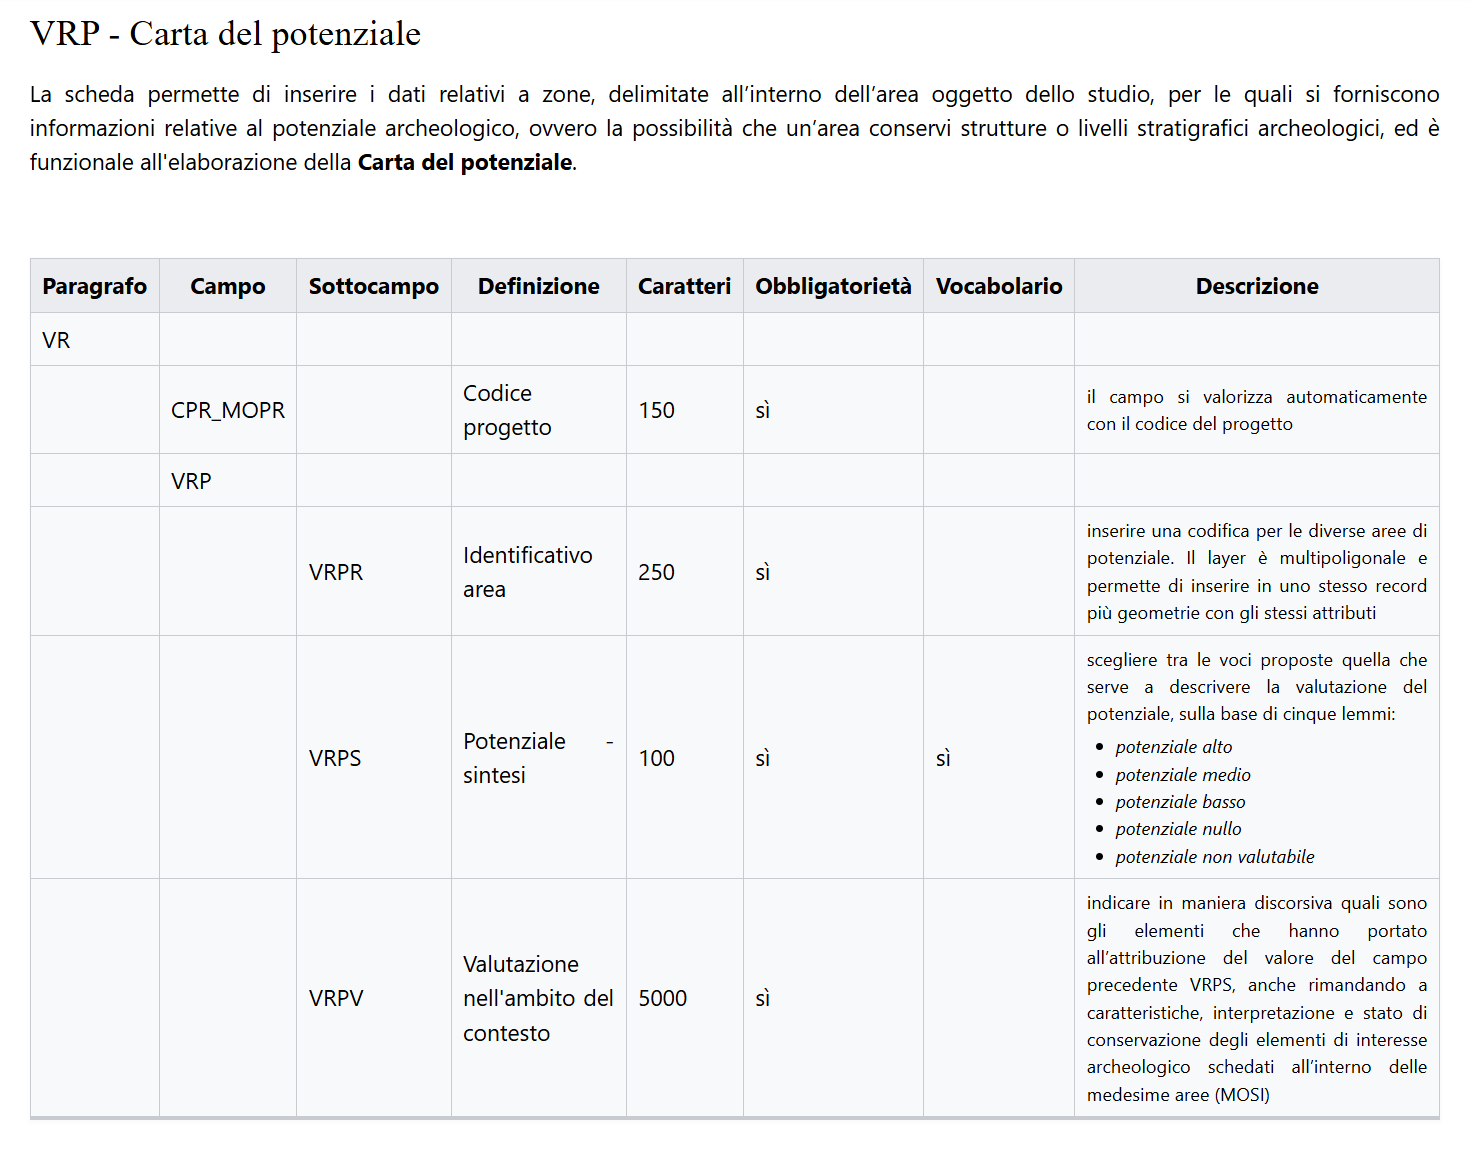 VRP - Carta del potenziale
La scheda permette di inserire i dati relativi a zone, delimitate all’interno dell’area oggetto dello studio, per le quali si forniscono
informazioni relative al potenziale archeologico, ovvero la possibilità che un’area conservi strutture o livelli stratigrafici archeologici, ed è
funzionale all'elaborazione della Carta del potenziale.
Paragrafo Campo Sottocampo Definizione Caratteri Obbligatorietà Vocabolario Descrizione
VR
CPR_MOPR
Codice
progetto
150
sì
il campo si valorizza automaticamente
con il codice del progetto
VRP
VRPR
Identificativo
area
250
sì
inserire una codifica per le diverse aree di
potenziale. Il layer è multipoligonale e
permette di inserire in uno stesso record
più geometrie con gli stessi attributi
VRPS
Potenziale -
sintesi
100
sì
sì
scegliere tra le voci proposte quella che
serve a descrivere la valutazione del
potenziale, sulla base di cinque lemmi:
• potenziale alto
• potenziale medio
• potenziale basso
• potenziale nullo
• potenziale non valutabile
VRPV
Valutazione
nell'ambito del
contesto
5000
sì
indicare in maniera discorsiva quali sono
gli elementi che hanno portato
all’attribuzione del valore del campo
precedente VRPS, anche rimandando a
caratteristiche, interpretazione e stato di
conservazione degli elementi di interesse
archeologico schedati all’interno delle
medesime aree (MOSI)